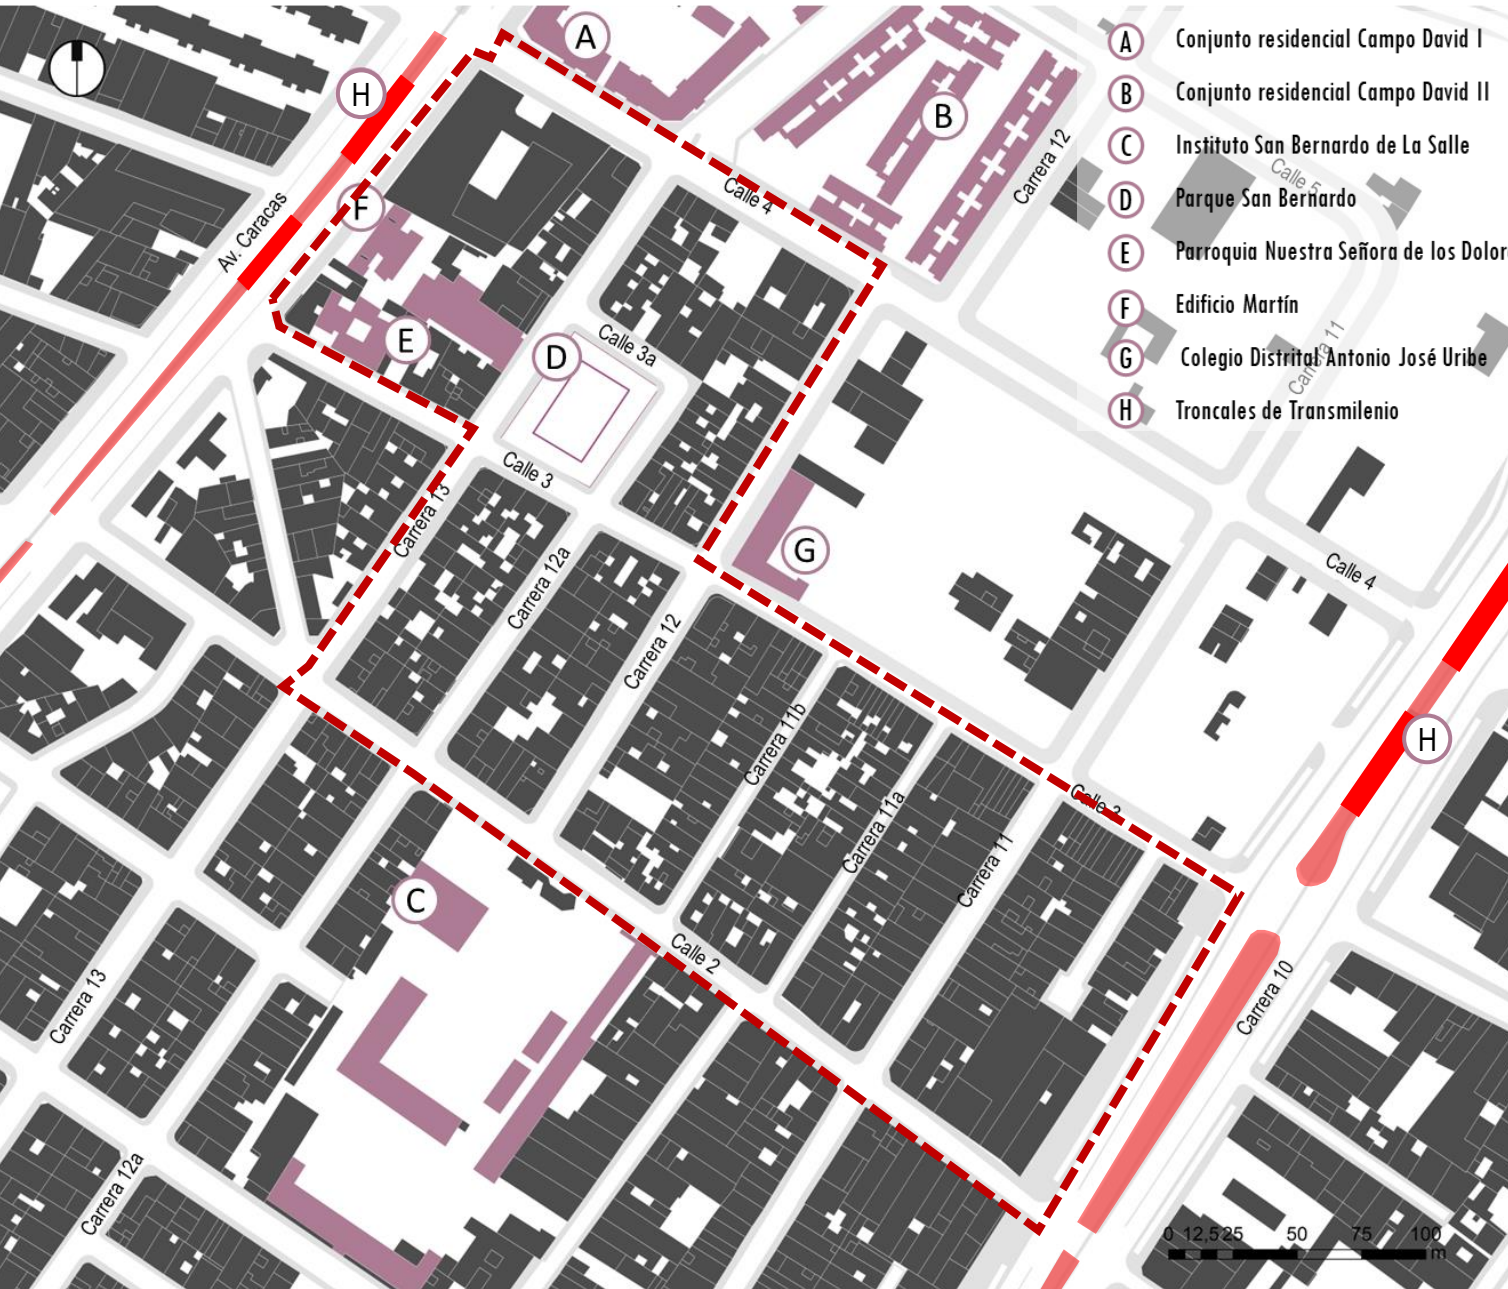 A Conjunto residencial Campo David I
B Conjunto residencial Campo David II
C Instituto San Bernardo de La Salle
D Parque San Bernardo
E Parroquia Nuestra Señora de los Dolor
F Edificio Martín
G Colegio Distrital Antonio José Uribe
H Troncales de Transmilenio
A
H
B
Carrera 12
Calle 5
Calle 4
F
Av. Caracas
E
D
Calle 3a
Carrera 11
Calle 3
Carrera 13
G
Carrera 12a
Calle 4
Carrera 12
Carrera 11b
H
Calle 3
Carrera 11a
Carrera 11
C
Calle 2
Carrera 13
Carrera 10
Carrera 12a
0 12,525 50 75 100
m